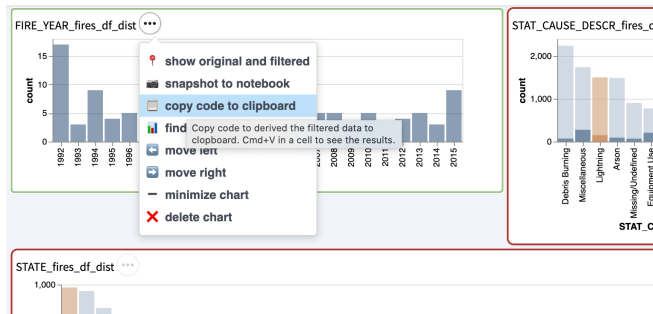 FIRE_YEAR_fires_df_dist
15
10
5
0
count
1992
1993
1994
1995
1996
2007
2008
2009
2010
2011
2012
2013
2014
2015
show original and filtered
snapshot to notebook
copy code to clipboard
find
Copy code to derived the filtered data to
clopboard. Cmd+V in a cell to see the results.
move left
move right
minimize chart
delete chart
STAT_CAUSE_DESCR_fires_d
2,000
1,000
0
count
Debris Burning
Miscellaneous
Lightning
Arson
Missing/Undefined
Equipment Use
STAT_C
STATE_fires_df_dist
1,000